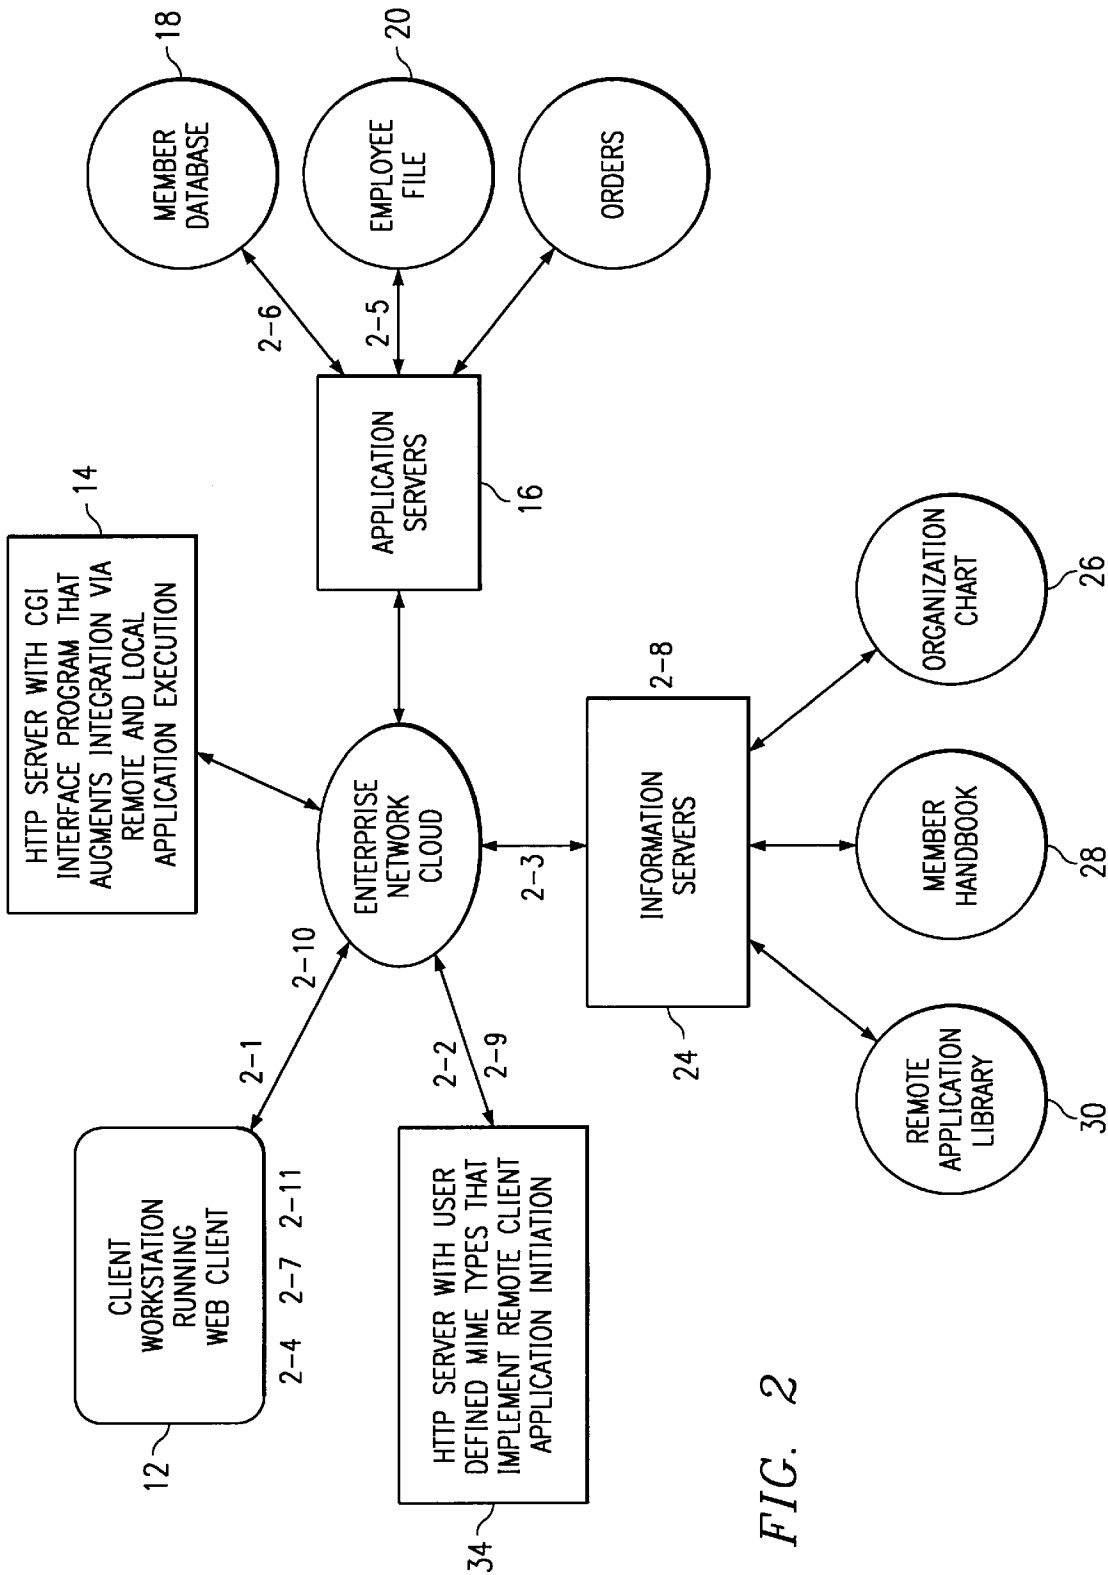 CLIENT
WORKSTATION
RUNNING
WEB CLIENT
12
2-4 2-7 2-11
2-1
2-10
HTTP SERVER WITH CGI
INTERFACE PROGRAM THAT
AUGMENTS INTEGRATION VIA
REMOTE AND LOCAL
APPLICATION EXECUTION
14
MEMBER
DATABASE
18
2-6
EMPLOYEE
FILE
20
2-5
ORDERS
APPLICATION
SERVERS
16
ENTERPRISE
NETWORK
CLOUD
HTTP SERVER WITH USER
DEFINED MIME TYPES THAT
IMPLEMENT REMOTE CLIENT
APPLICATION INITIATION
34
2-2
2-9
2-3
INFORMATION
SERVERS
24
2-8
REMOTE
APPLICATION
LIBRARY
30
MEMBER
HANDBOOK
28
ORGANIZATION
CHART
26
FIG. 2